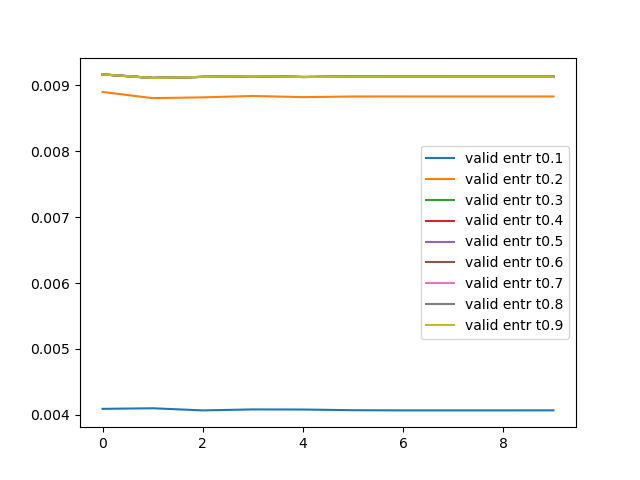 0.009
0.008
0.007
0.006
0.005
0.004
0
2
4
6
8
valid entr t0.1
valid entr t0.2
valid entr t0.3
valid entr t0.4
valid entr t0.5
valid entr t0.6
valid entr t0.7
valid entr t0.8
valid entr t0.9